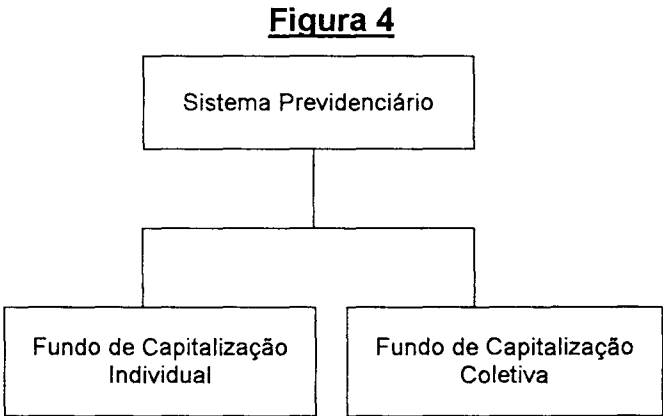 Figura 4
Sistema Previdenciário
Fundo de Capitalização
Individual
Fundo de Capitalização
Coletiva